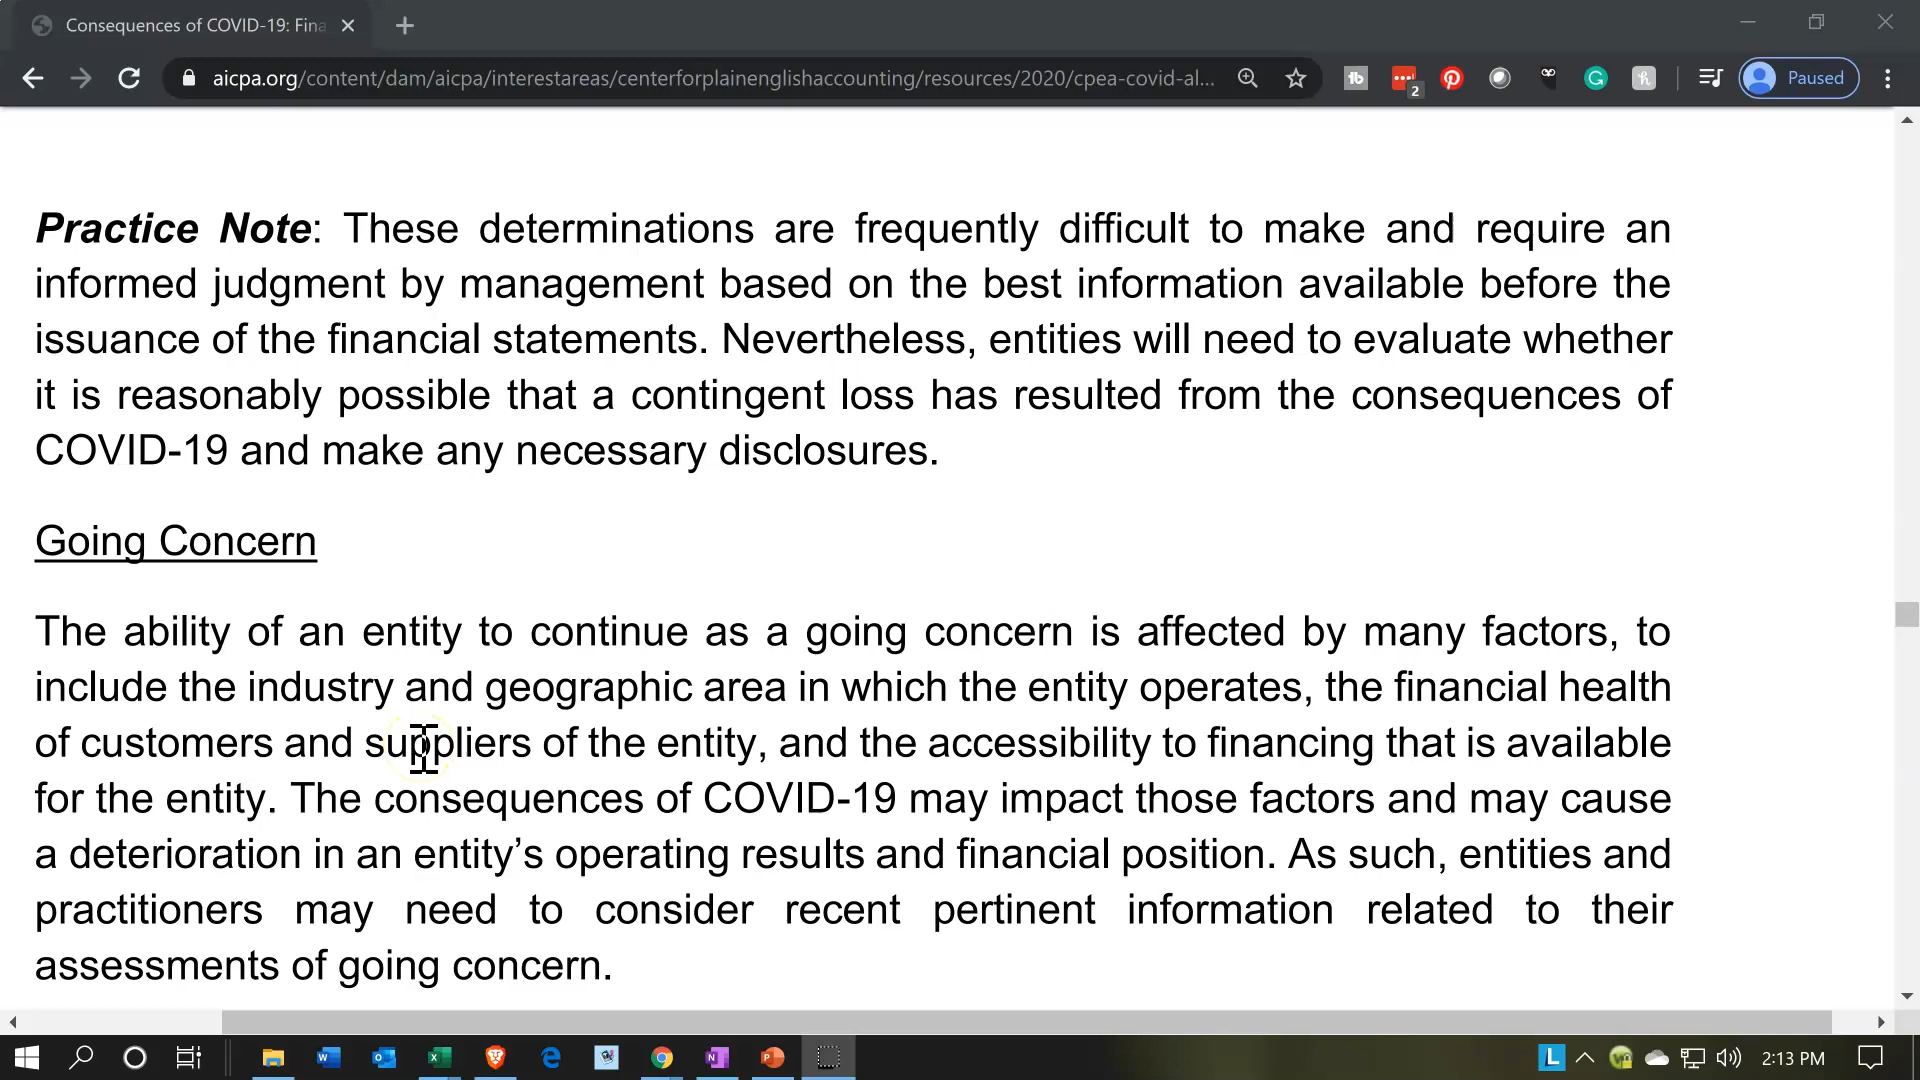 Consequences of COVID-19: Fina
aicpa.org/content/dam/aicpa/interestareas/centerforplainenglishaccounting/resources/2020/cpea-covid-al...
2
Paused
Practice Note: These determinations are frequently difficult to make and require an
informed judgment by management based on the best information available before the
issuance of the financial statements. Nevertheless, entities will need to evaluate whether
it is reasonably possible that a contingent loss has resulted from the consequences of
COVID-19 and make any necessary disclosures.
Going Concern
The ability of an entity to continue as a going concern is affected by many factors, to
include the industry and geographic area in which the entity operates, the financial health
of customers and suppliers of the entity, and the accessibility to financing that is available
for the entity. The consequences of COVID-19 may impact those factors and may cause
a deterioration in an entity’s operating results and financial position. As such, entities and
practitioners may need to consider recent pertinent information related to their
assessments of going concern.
L
2:13 PM